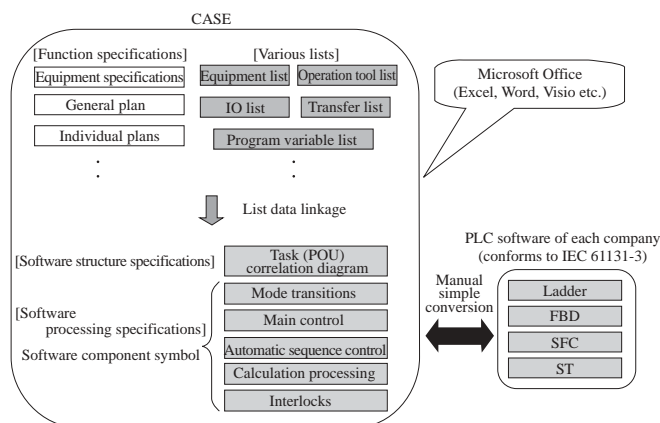 CASE
[Function specifications]
[Various lists]
Equipment specifications
Equipment list
Operation tool list
General plan
IO list
Transfer list
Individual plans
Program variable list
Microsoft Office
(Excel, Word, Visio etc.)
List data linkage
[Software structure specifications]
Task (POU)
correlation diagram
[Software
processing specifications]
Software component symbol
Mode transitions
Main control
Automatic sequence control
Calculation processing
Interlocks
Manual
simple
conversion
PLC software of each company
(conforms to IEC 61131-3)
Ladder
FBD
SFC
ST